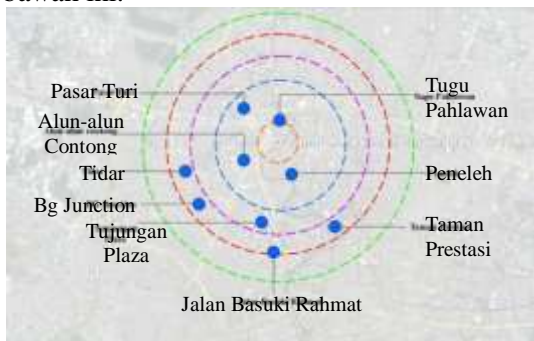 Pasar Turi
Tugu
Pahlawan
Alun-alun
Contong
Tidar
Peneleh
Bg Junction
Tujungan
Plaza
Taman
Prestasi
Jalan Basuki Rahmat